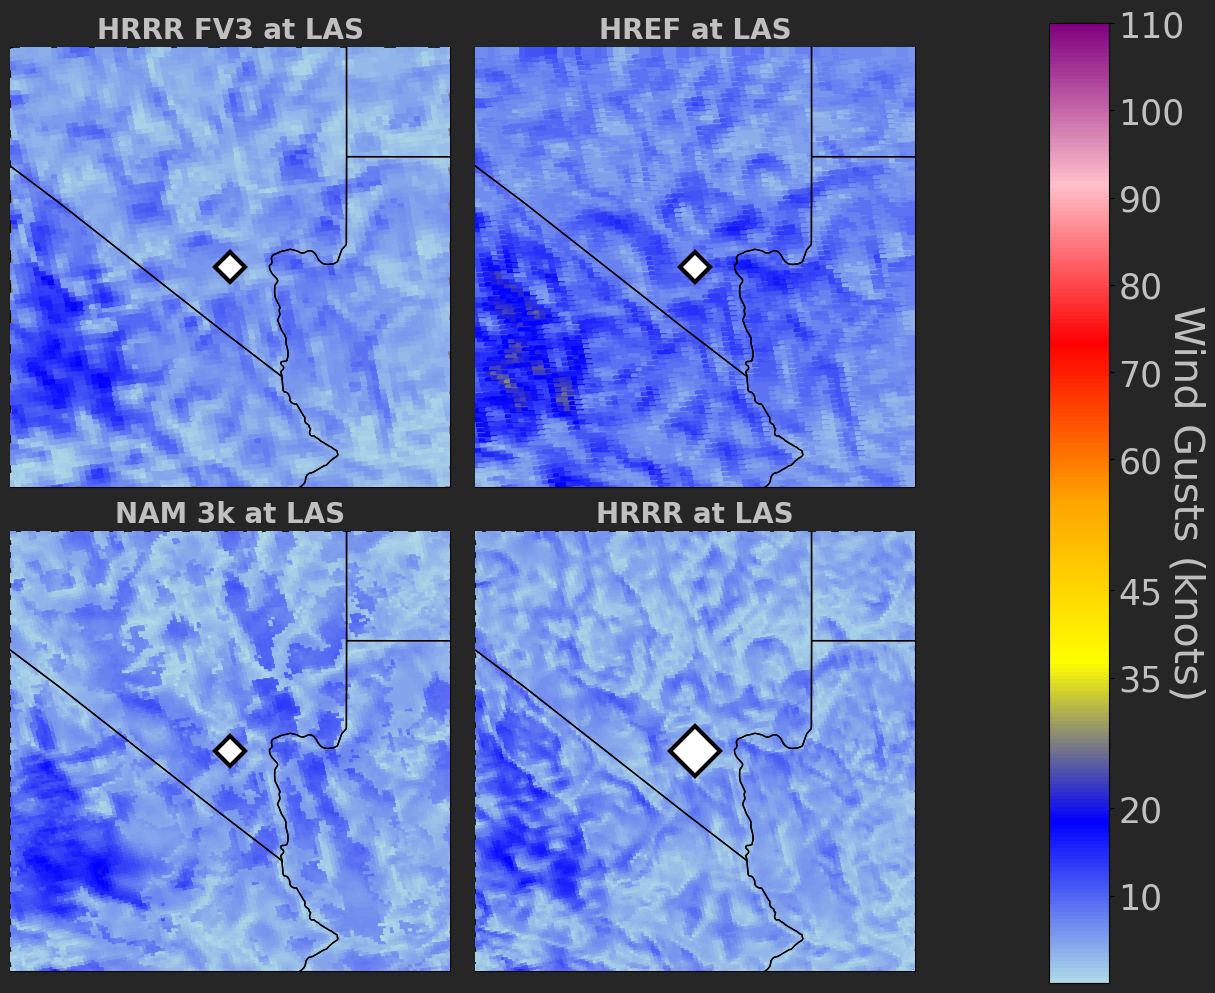 HRRR FV3 at LAS
HREF at LAS
NAM 3k at LAS
HRRR at LAS
110
100
90
80
70
60
45
35
20
10
Wind Gusts (knots)